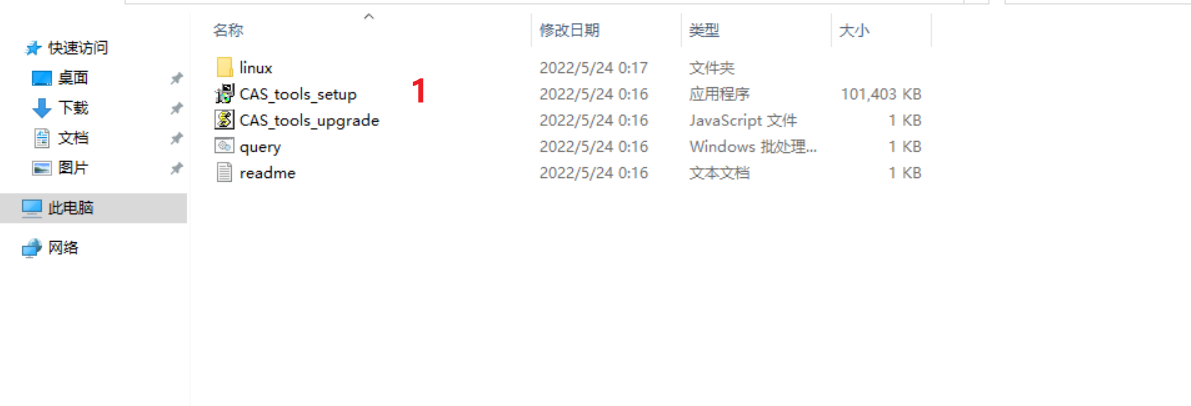 快速访问
桌面
下载
文档
图片
此电脑
网络
名称 修改日期 类型 大小
linux 2022/5/24 0:17 文件夹
CAS_tools_setup 1 2022/5/24 0:16 应用程序 101,403 KB
CAS_tools_upgrade 2022/5/24 0:16 JavaScript 文件 1 KB
query 2022/5/24 0:16 Windows 批处理... 1 KB
readme 2022/5/24 0:16 文本文档 1 KB